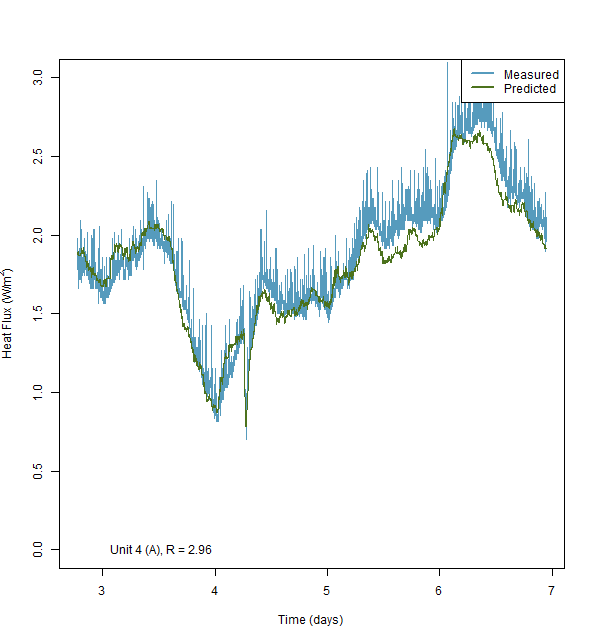 Measured
Predicted
3.0
2.5
2.0
1.5
1.0
0.5
0.0
Heat Flux (W/m²)
Unit 4 (A), R = 2.96
3 4 5 6 7
Time (days)